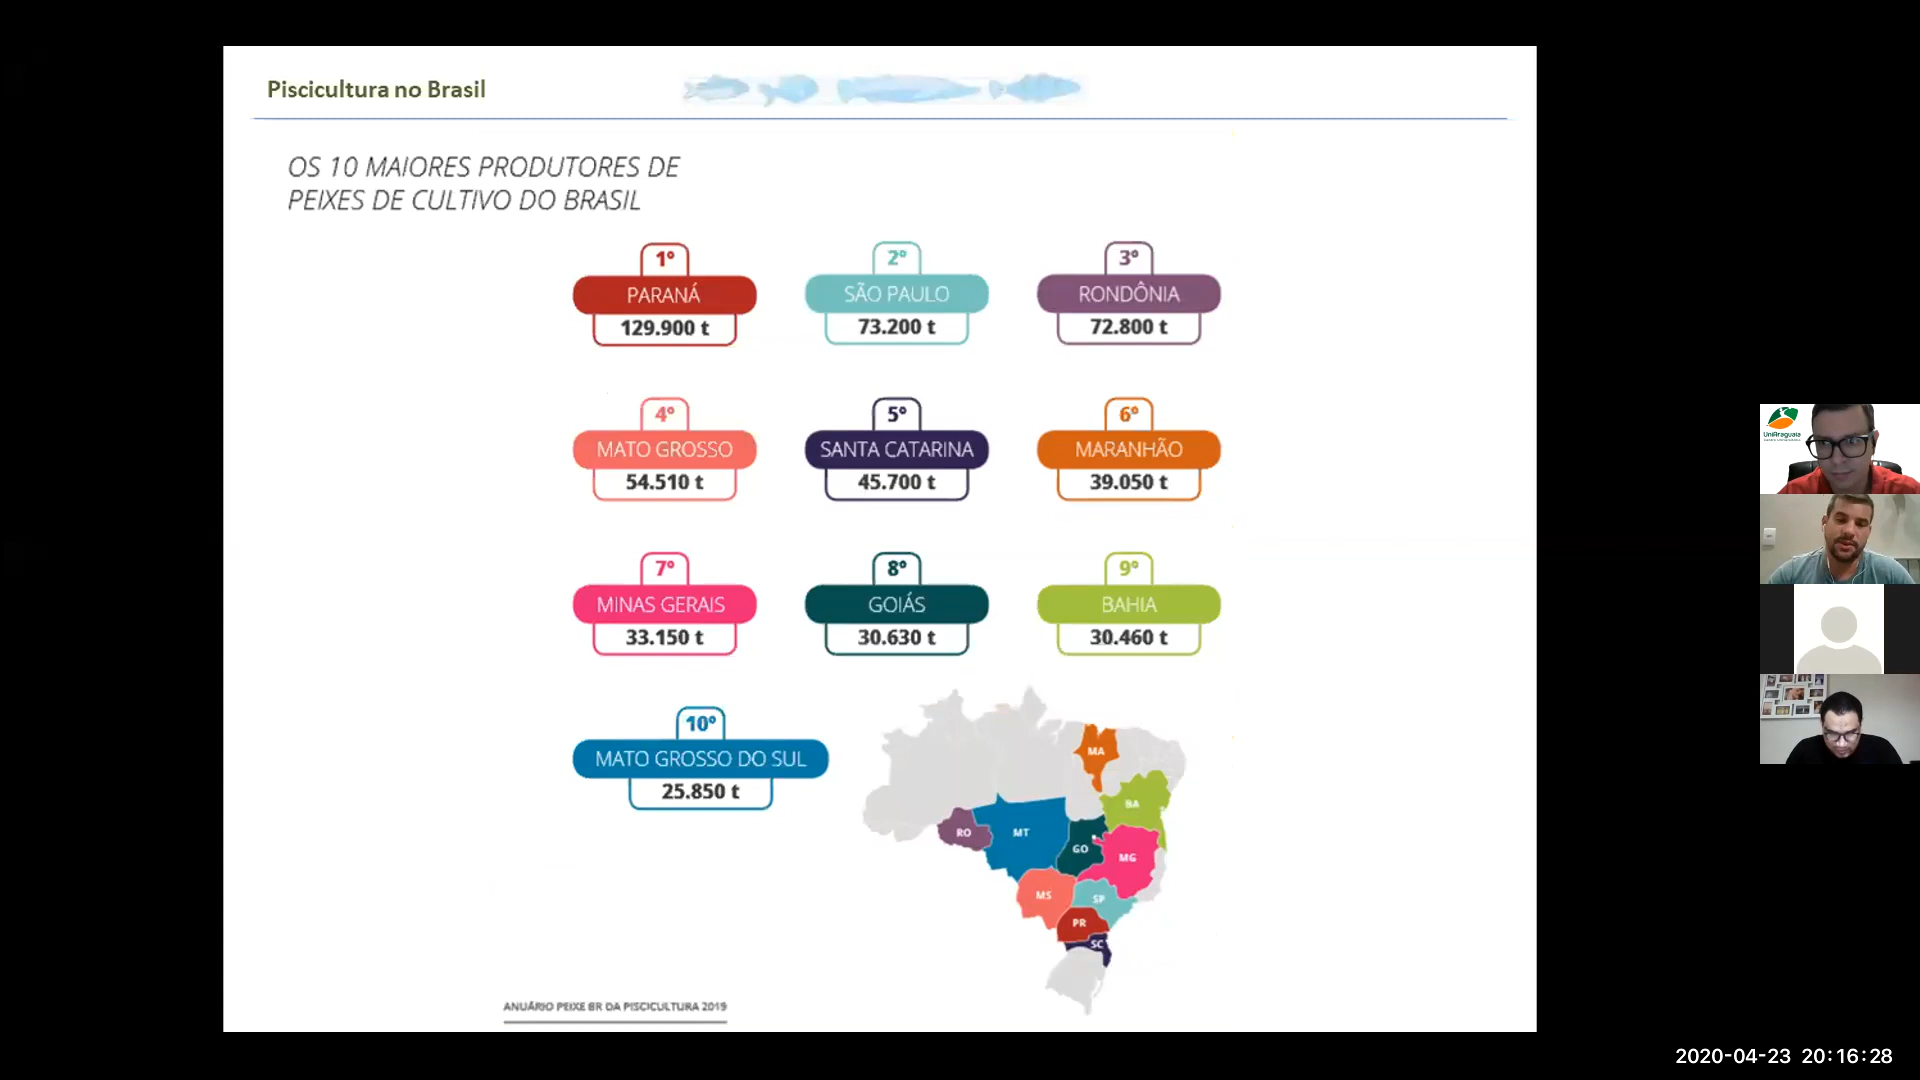 Piscicultura no Brasil
OS 10 MAIORES PRODUTORES DE
PEIXES DE CULTIVO DO BRASIL
1º
PARANÁ
129.900 t
2º
SÃO PAULO
73.200 t
3º
RONDÔNIA
72.800 t
4º
MATO GROSSO
54.510 t
5º
SANTA CATARINA
45.700 t
6º
MARANHÃO
39.050 t
7º
MINAS GERAIS
33.150 t
8º
GOIÁS
30.630 t
9º
BAHIA
30.460 t
10º
MATO GROSSO DO SUL
25.850 t
MA
BA
RO
MT
GO
MG
MS
SP
PR
SC
ANUÁRIO PEIXE BR DA PISCICULTURA 2019
UniAraguaia
2020-04-23 20:16:28